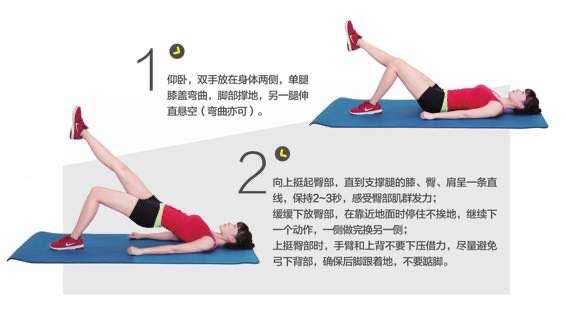 1
仰卧，双手放在身体两侧，单腿
膝盖弯曲，脚部撑地，另一腿伸
直悬空（弯曲亦可）。
2
向上挺起臀部，直到支撑腿的膝、臀、肩呈一条直
线，保持2~3秒，感受臀部肌群发力；
缓缓下放臀部，在靠近地面时停住不挨地，继续下
一个动作，一侧做完换另一侧；
上挺臀部时，手臂和上背不要下压借力，尽量避免
弓下背部，确保后脚跟着地，不要踮脚。